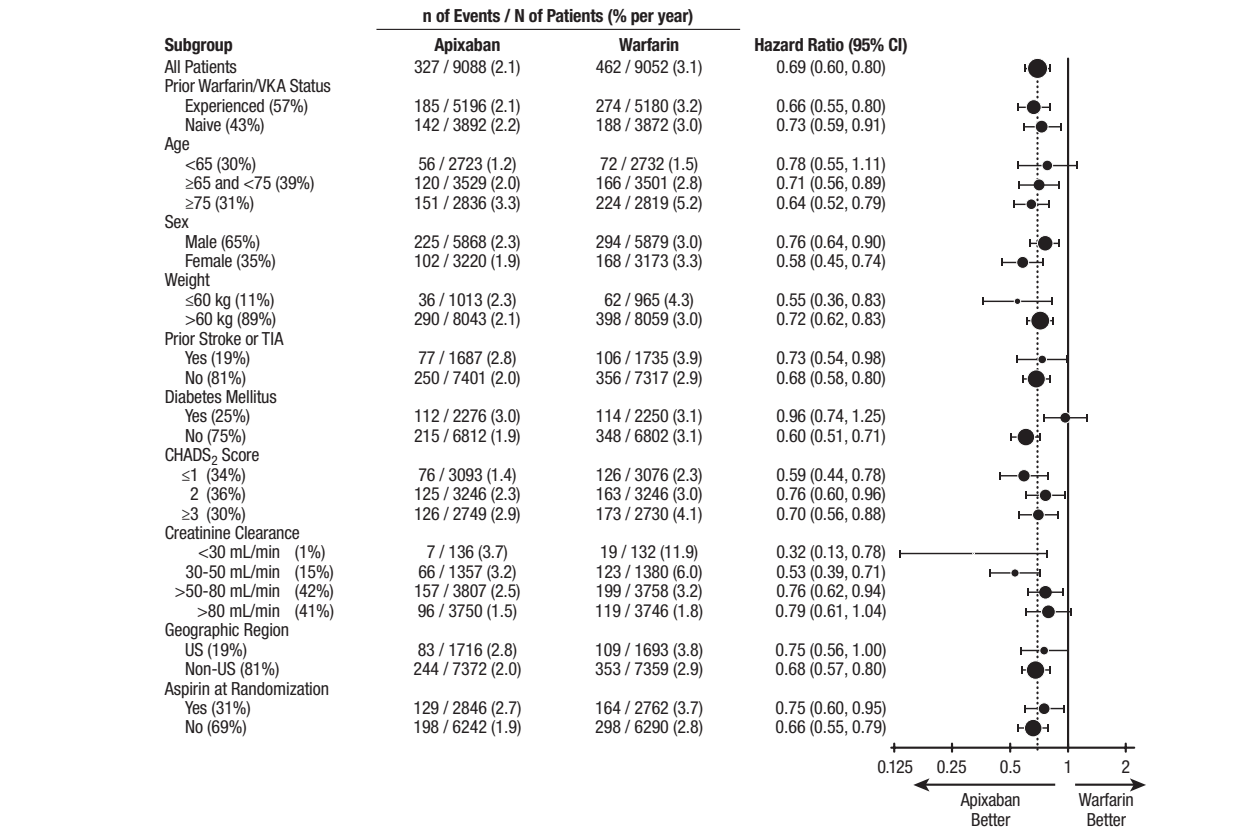 n of Events / N of Patients (% per year)
Subgroup Apixaban Warfarin Hazard Ratio (95% CI)
All Patients 327 / 9088 (2.1) 462 / 9052 (3.1) 0.69 (0.60, 0.80)
Prior Warfarin/VKA Status
Experienced (57%) 185 / 5196 (2.1) 274 / 5180 (3.2) 0.66 (0.55, 0.80)
Naive (43%) 142 / 3892 (2.2) 188 / 3872 (3.0) 0.73 (0.59, 0.91)
Age
<65 (30%) 56 / 2723 (1.2) 72 / 2732 (1.5) 0.78 (0.55, 1.11)
≥65 and <75 (39%) 120 / 3529 (2.0) 166 / 3501 (2.8) 0.71 (0.56, 0.89)
≥75 (31%) 151 / 2836 (3.3) 224 / 2819 (5.2) 0.64 (0.52, 0.79)
Sex
Male (65%) 225 / 5868 (2.3) 294 / 5879 (3.0) 0.76 (0.64, 0.90)
Female (35%) 102 / 3220 (1.9) 168 / 3173 (3.3) 0.58 (0.45, 0.74)
Weight
≤60 kg (11%) 36 / 1013 (2.3) 62 / 965 (4.3) 0.55 (0.36, 0.83)
>60 kg (89%) 290 / 8043 (2.1) 398 / 8059 (3.0) 0.72 (0.62, 0.83)
Prior Stroke or TIA
Yes (19%) 77 / 1687 (2.8) 106 / 1735 (3.9) 0.73 (0.54, 0.98)
No (81%) 250 / 7401 (2.0) 356 / 7317 (2.9) 0.68 (0.58, 0.80)
Diabetes Mellitus
Yes (25%) 112 / 2276 (3.0) 114 / 2250 (3.1) 0.96 (0.74, 1.25)
No (75%) 215 / 6812 (1.9) 348 / 6802 (3.1) 0.60 (0.51, 0.71)
CHADS₂ Score
≤1 (34%) 76 / 3093 (1.4) 126 / 3076 (2.3) 0.59 (0.44, 0.78)
2 (36%) 125 / 3246 (2.3) 163 / 3246 (3.0) 0.76 (0.60, 0.96)
≥3 (30%) 126 / 2749 (2.9) 173 / 2730 (4.1) 0.70 (0.56, 0.88)
Creatinine Clearance
<30 mL/min (1%) 7 / 136 (3.7) 19 / 132 (11.9) 0.32 (0.13, 0.78)
30-50 mL/min (15%) 66 / 1357 (3.2) 123 / 1380 (6.0) 0.53 (0.39, 0.71)
>50-80 mL/min (42%) 157 / 3807 (2.5) 199 / 3758 (3.2) 0.76 (0.62, 0.94)
>80 mL/min (41%) 96 / 3750 (1.5) 119 / 3746 (1.8) 0.79 (0.61, 1.04)
Geographic Region
US (19%) 83 / 1716 (2.8) 109 / 1693 (3.8) 0.75 (0.56, 1.00)
Non-US (81%) 244 / 7372 (2.0) 353 / 7359 (2.9) 0.68 (0.57, 0.80)
Aspirin at Randomization
Yes (31%) 129 / 2846 (2.7) 164 / 2762 (3.7) 0.75 (0.60, 0.95)
No (69%) 198 / 6242 (1.9) 298 / 6290 (2.8) 0.66 (0.55, 0.79)
0.125 0.25 0.5 1 2
Apixaban Warfarin
Better Better